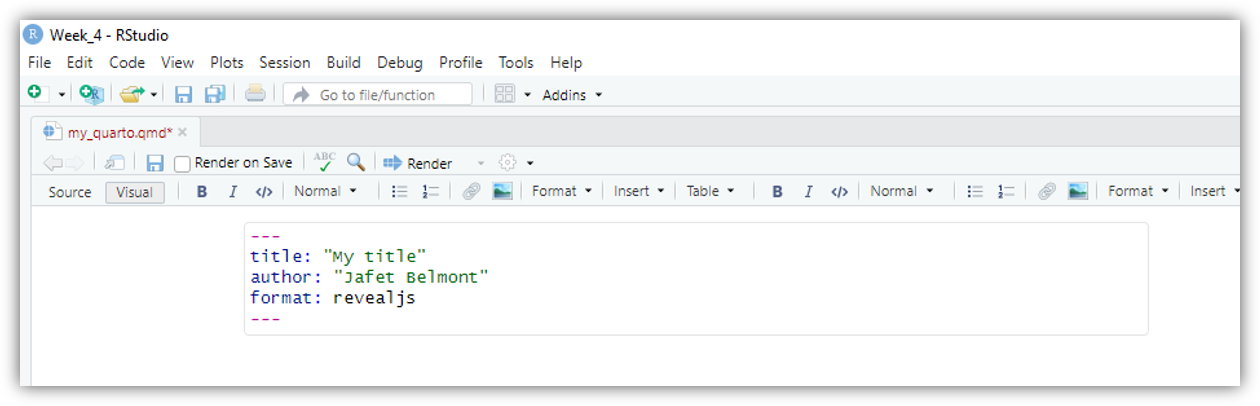 Week_4 - RStudio
File Edit Code View Plots Session Build Debug Profile Tools Help
Go to file/function Addins
my_quarto.qmd*
Render on Save ABC Render
Source Visual B I </> Normal Format Insert Table B I </> Normal Format Insert
---
title: "My title"
author: "Jafet Belmont"
format: revealjs
---